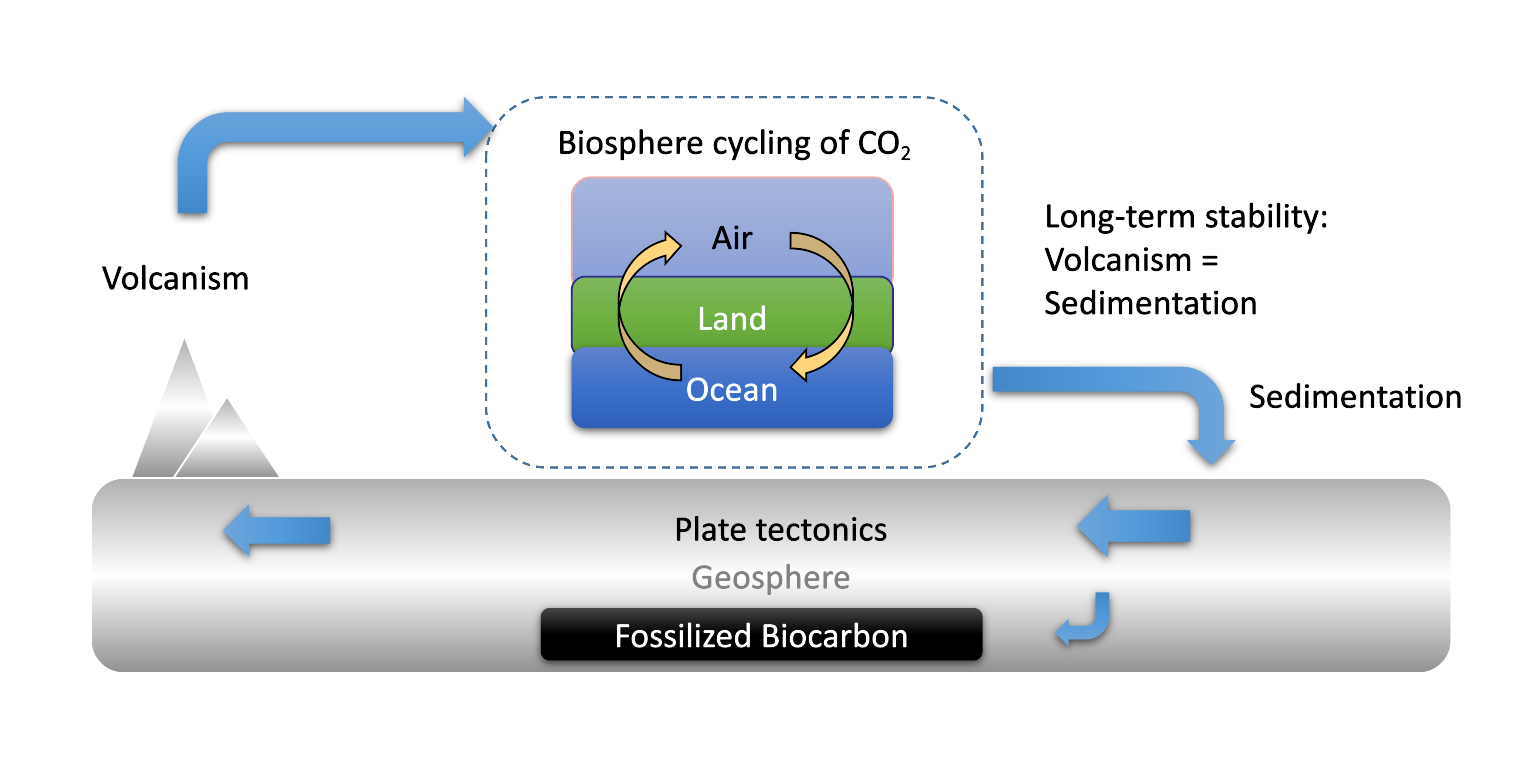 Biosphere cycling of CO₂
Air
Land
Ocean
Volcanism
Long-term stability:
Volcanism =
Sedimentation
Sedimentation
Plate tectonics
Geosphere
Fossilized Biocarbon